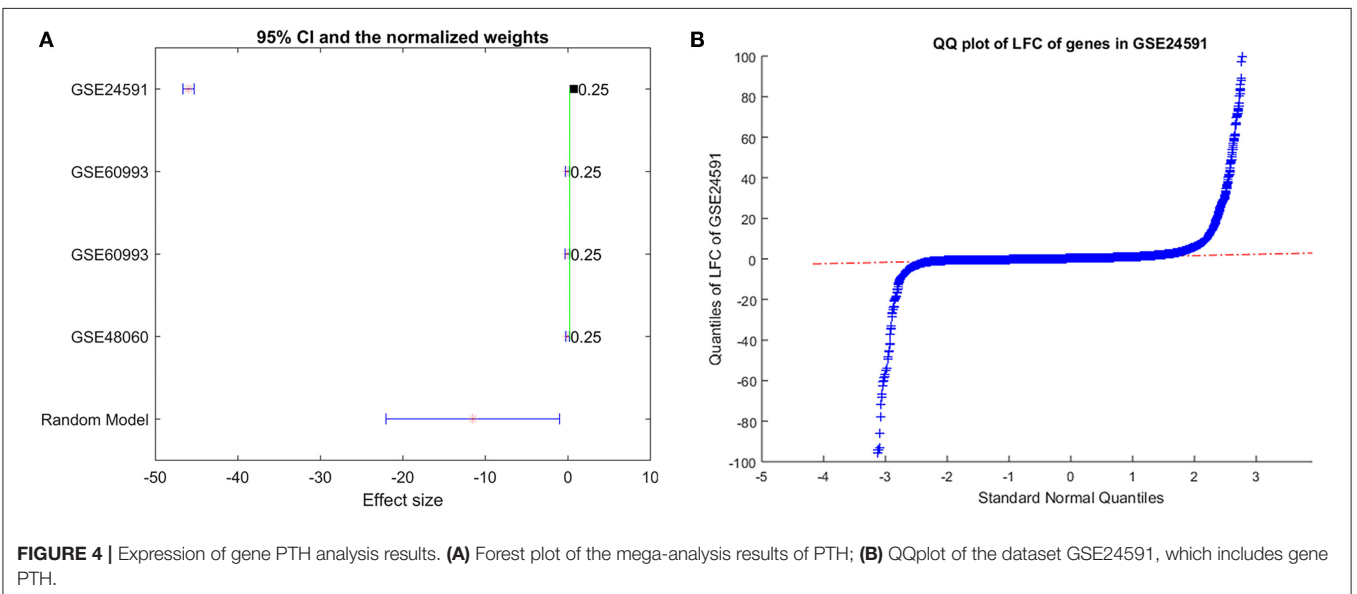 A
95% CI and the normalized weights
GSE24591
0.25
GSE60993
0.25
GSE60993
0.25
GSE48060
0.25
Random Model
-50 -40 -30 -20 -10 0 10
Effect size
B
QQ plot of LFC of genes in GSE24591
Quantiles of LFC of GSE24591
100
80
60
40
20
0
-20
-40
-60
-80
-100
-5 -4 -3 -2 -1 0 1 2 3
Standard Normal Quantiles
FIGURE 4 | Expression of gene PTH analysis results. (A) Forest plot of the mega-analysis results of PTH; (B) QQplot of the dataset GSE24591, which includes gene
PTH.